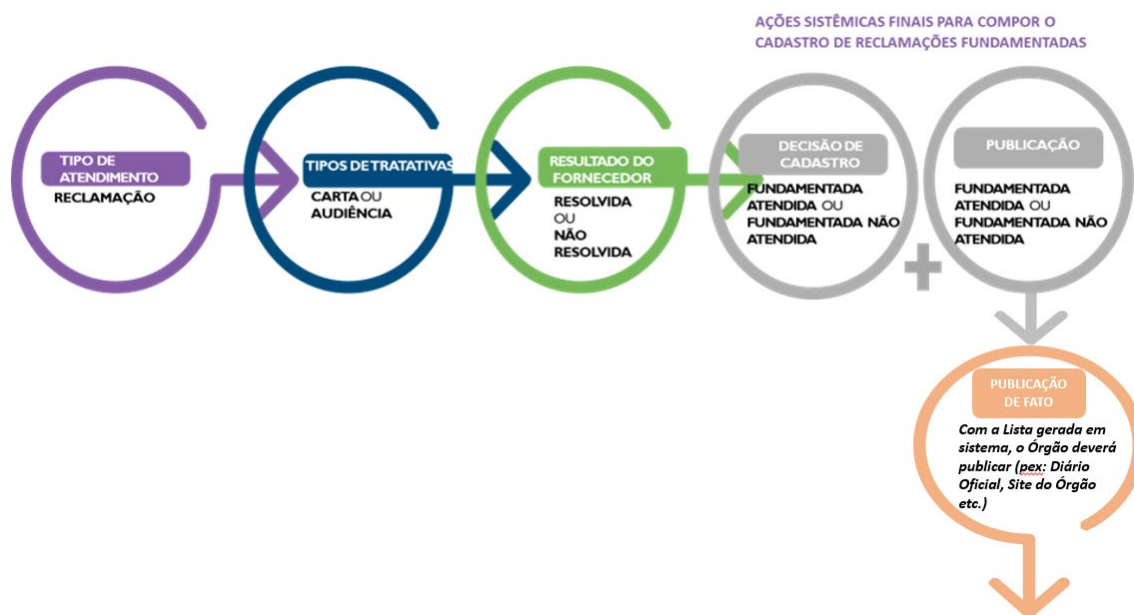 AÇÕES SISTÊMICAS FINAIS PARA COMPOR O
CADASTRO DE RECLAMAÇÕES FUNDAMENTADAS
TIPO DE
ATENDIMENTO
RECLAMAÇÃO
TIPOS DE TRATATIVAS
CARTA OU
AUDIÊNCIA
RESULTADO DO
FORNECEDOR
RESOLVIDA
OU
NÃO
RESOLVIDA
DECISÃO DE
CADASTRO
FUNDAMENTADA
ATENDIDA OU
FUNDAMENTADA NÃO
ATENDIDA
PUBLICAÇÃO
FUNDAMENTADA
ATENDIDA OU
FUNDAMENTADA NÃO
ATENDIDA
PUBLICAÇÃO
DE FATO
Com a Lista gerada em
sistema, o Órgão deverá
publicar (pex: Diário
Oficial, Site do Órgão
etc.)